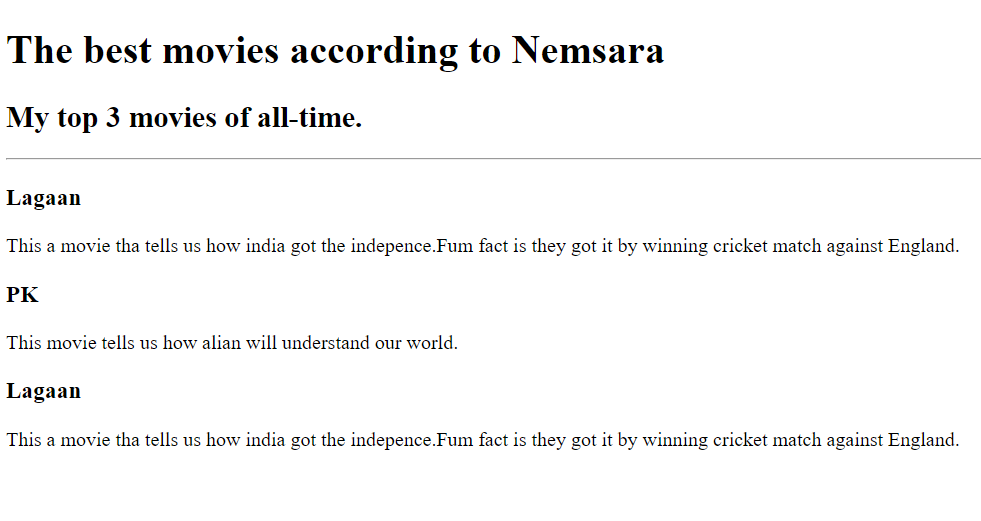 The best movies according to Nemsara
My top 3 movies of all-time.
Lagaan
This a movie tha tells us how india got the indepence.Fum fact is they got it by winning cricket match against England.
PK
This movie tells us how alian will understand our world.
Lagaan
This a movie tha tells us how india got the indepence.Fum fact is they got it by winning cricket match against England.